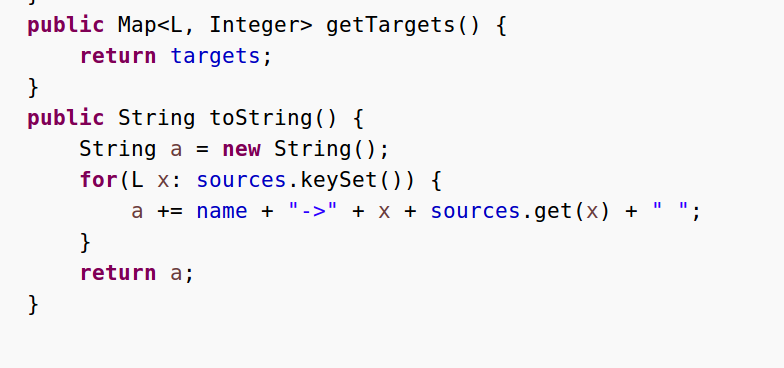 }
public Map<L, Integer> getTargets() {
    return targets;
}
public String toString() {
    String a = new String();
    for(L x: sources.keySet()) {
        a += name + "->" + x + sources.get(x) + " ";
    }
    return a;
}